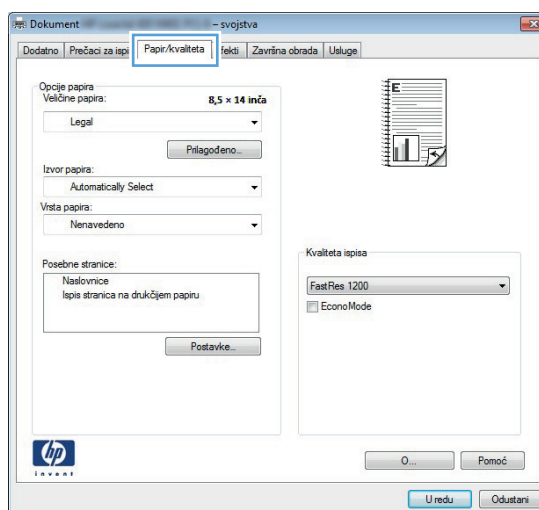 Dokument
– svojstva
Dodatno Prečaci za ispi Papir/kvaliteta fekti Završna obrada Usluge
Opcije papira
Veličine papira: 8,5 × 14 inča
Legal
Prilagođeno...
Izvor papira:
Automatically Select
Vrsta papira:
Nenavedeno
Posebne stranice:
Naslovnice
Ispis stranica na drukčijem papiru
Postavke...
E
Kvaliteta ispisa
FastRes 1200
EconoMode
hp
invent
O... Pomoć
U redu Odustani